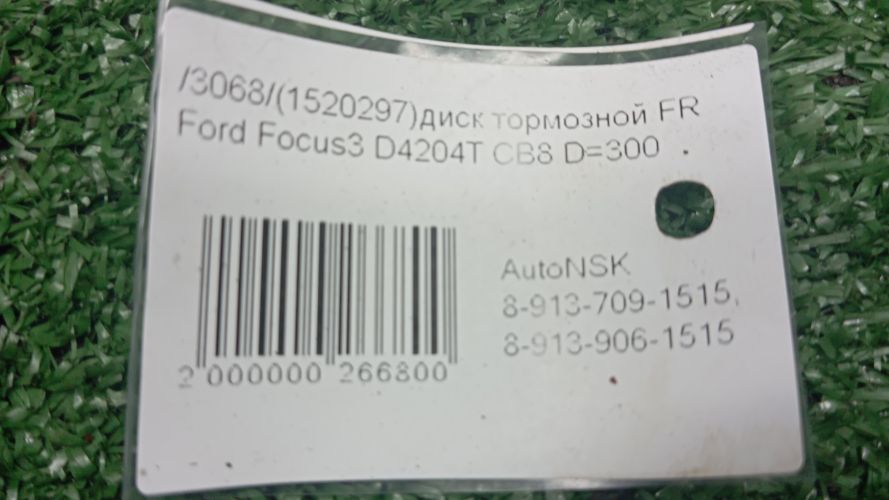 /3068/(1520297)диск тормозной FR
Ford Focus3 D4204T CB8 D=300 .
AutoNSK
8-913-709-1515,
8-913-906-1515
2 000000 266800